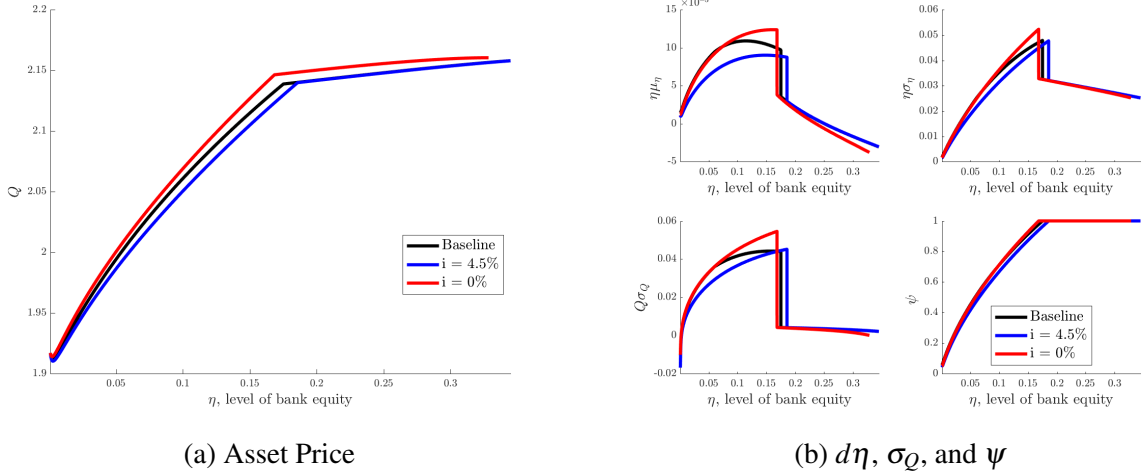 2.2
2.15
2.1
2.05
2
1.95
1.9
Q
0.05 0.1 0.15 0.2 0.25 0.3
η, level of bank equity
Baseline
i = 4.5%
i = 0%
(a) Asset Price
15
10
5
0
-5
ημ_η
0.05 0.1 0.15 0.2 0.25 0.3
η, level of bank equity
0.06
0.05
0.04
0.03
0.02
0.01
0
ησ_η
0.05 0.1 0.15 0.2 0.25 0.3
η, level of bank equity
0.06
0.04
0.02
0
-0.02
Qσ_Q
0.05 0.1 0.15 0.2 0.25 0.3
η, level of bank equity
1
0.8
0.6
0.4
0.2
0
ψ
0.05 0.1 0.15 0.2 0.25 0.3
η, level of bank equity
Baseline
i = 4.5%
i = 0%
(b) dη, σ_Q, and ψ